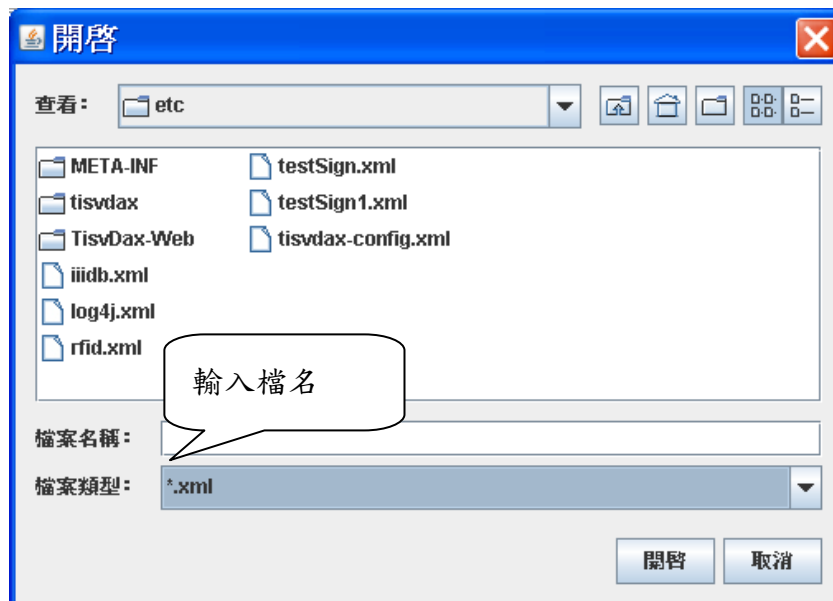 開啓
查看： etc
META-INF testSign.xml
tisvdax testSign1.xml
TisvDax-Web tisvdax-config.xml
iiidb.xml
log4j.xml
rfid.xml
輸入檔名
檔案名稱：
檔案類型： *.xml
開啓 取消